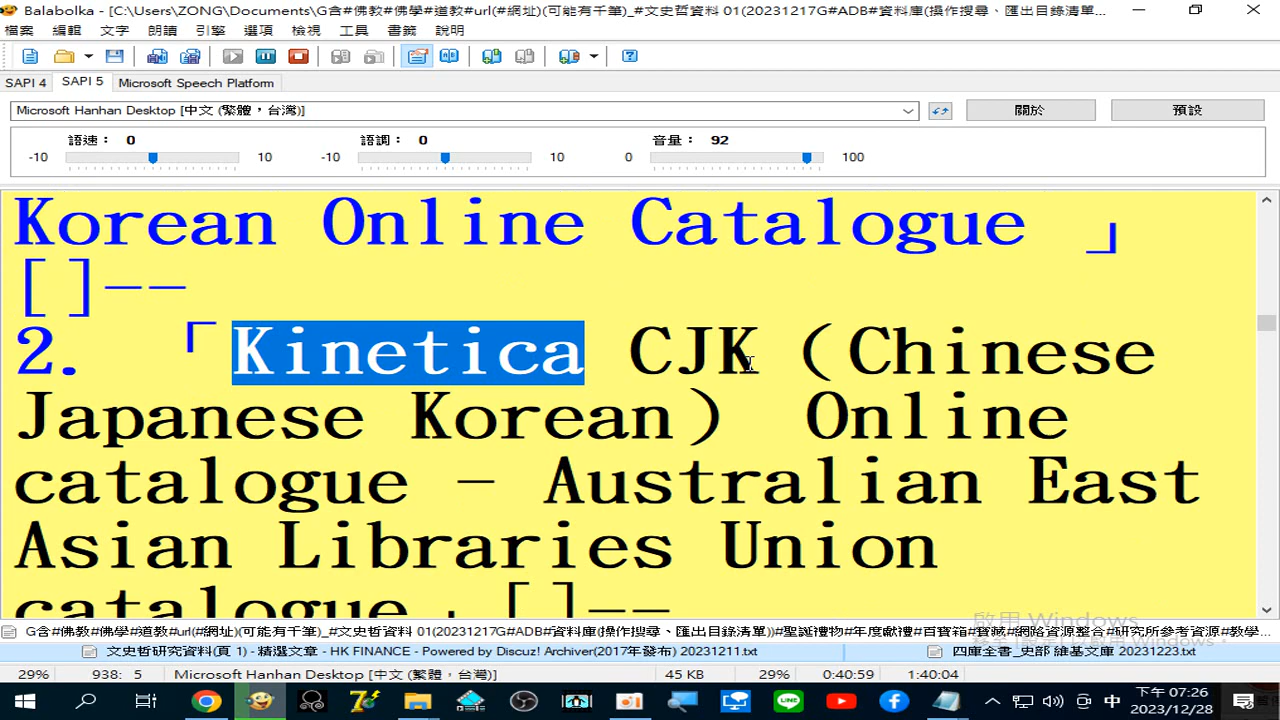 Balabolka - [C:\Users\ZONG\Documents\G含#佛教#佛學#道教#url(#網址)(可能有千筆)_#文史哲資料 01(20231217G#ADB#資料庫(操作搜尋、匯出目錄清單...
檔案 編輯 文字 朗讀 引擎 選項 檢視 工具 書籤 說明
SAPI 4 SAPI 5 Microsoft Speech Platform
Microsoft Hanhan Desktop [中文 (繁體，台灣)] 關於 預設
語速： 0 語調： 0 音量： 92
-10 10 -10 10 0 100
Korean Online Catalogue 」
[]--
2. 「Kinetica CJK (Chinese
Japanese Korean) Online
catalogue - Australian East
Asian Libraries Union
catalogue」[]--
啟用 Windows
G含#佛教#佛學#道教#url(#網址)(可能有千筆)_#文史哲資料 01(20231217G#ADB#資料庫(操作搜尋、匯出目錄清單))#聖誕禮物#年度獻禮#百寶箱#寶藏#網路資源整合#研究所參考資源#教學...
文史哲研究資料(頁 1) - 精選文章 - HK FINANCE - Powered by Discuz! Archiver(2017年發布) 20231211.txt 四庫全書_史部 維基文庫 20231223.txt
29% 938: 5 Microsoft Hanhan Desktop [中文 (繁體，台灣)] 45 KB 29% 0:40:59 1:40:04
中 下午 07:26
2023/12/28